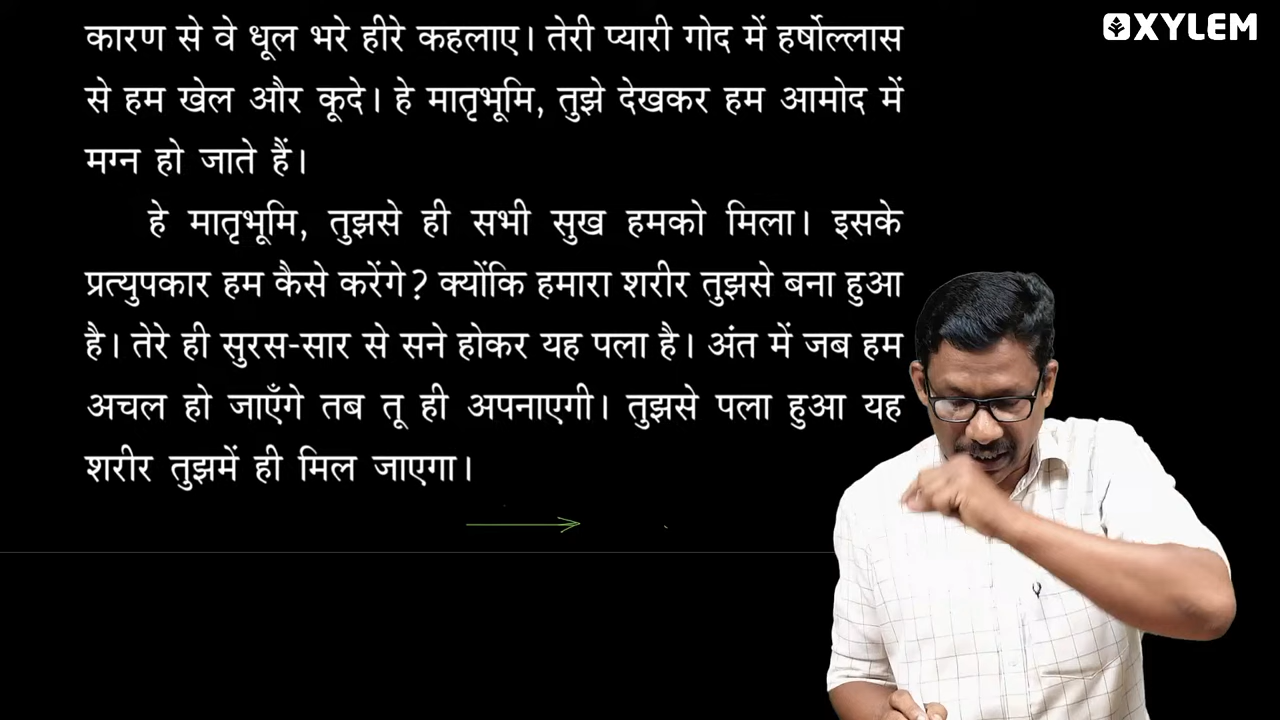 XYLEM
कारण से वे धूल भरे हीरे कहलाए। तेरी प्यारी गोद में हर्षोल्लास
से हम खेल और कूदे। हे मातृभूमि, तुझे देखकर हम आमोद में
मग्न हो जाते हैं।
हे मातृभूमि, तुझसे ही सभी सुख हमको मिला। इसके
प्रत्युपकार हम कैसे करेंगे? क्योंकि हमारा शरीर तुझसे बना हुआ
है। तेरे ही सुरस-सार से सने होकर यह पला है। अंत में जब हम
अचल हो जाएँगे तब तू ही अपनाएगी। तुझसे पला हुआ यह
शरीर तुझमें ही मिल जाएगा।